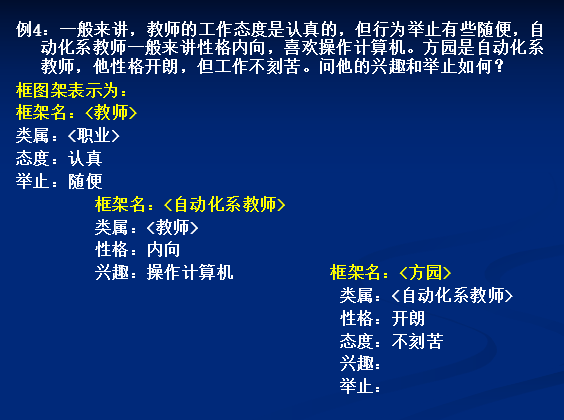 例4：一般来讲，教师的工作态度是认真的，但行为举止有些随便，自
动化系教师一般来讲性格内向，喜欢操作计算机。方园是自动化系
教师，他性格开朗，但工作不刻苦。问他的兴趣和举止如何？
框图架表示为：
框架名：<教师>
类属：<职业>
态度：认真
举止：随便
框架名：<自动化系教师>
类属：<教师>
性格：内向
兴趣：操作计算机
框架名：<方园>
类属：<自动化系教师>
性格：开朗
态度：不刻苦
兴趣：
举止：